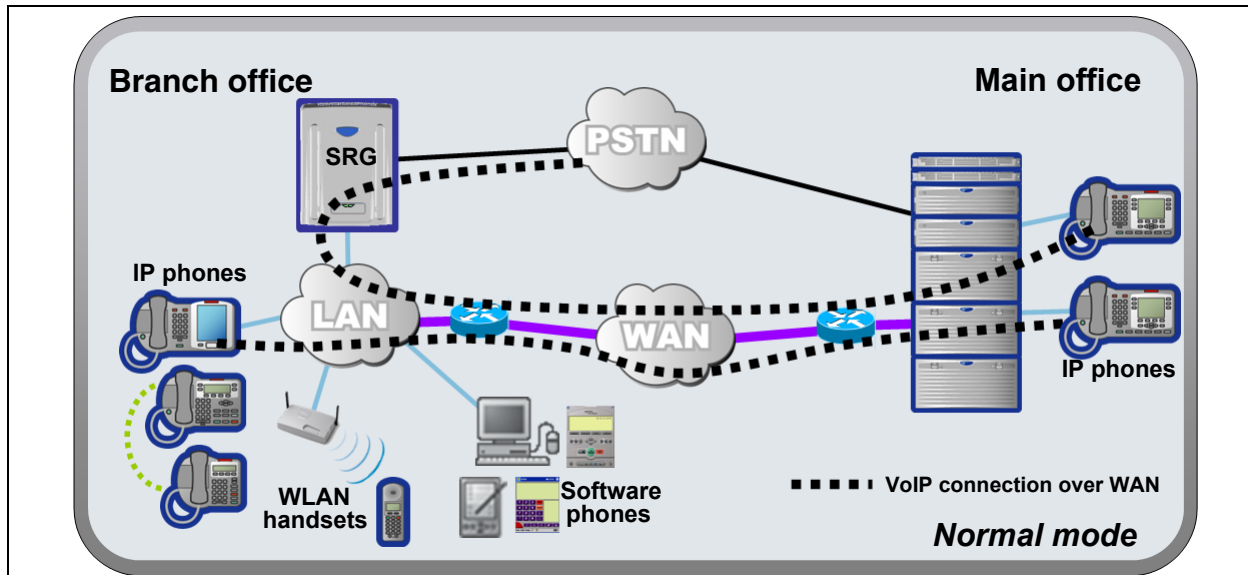 Branch office
Main office
PSTN
SRG
IP phones
LAN
WAN
IP phones
WLAN
handsets
Software
phones
VoIP connection over WAN
Normal mode